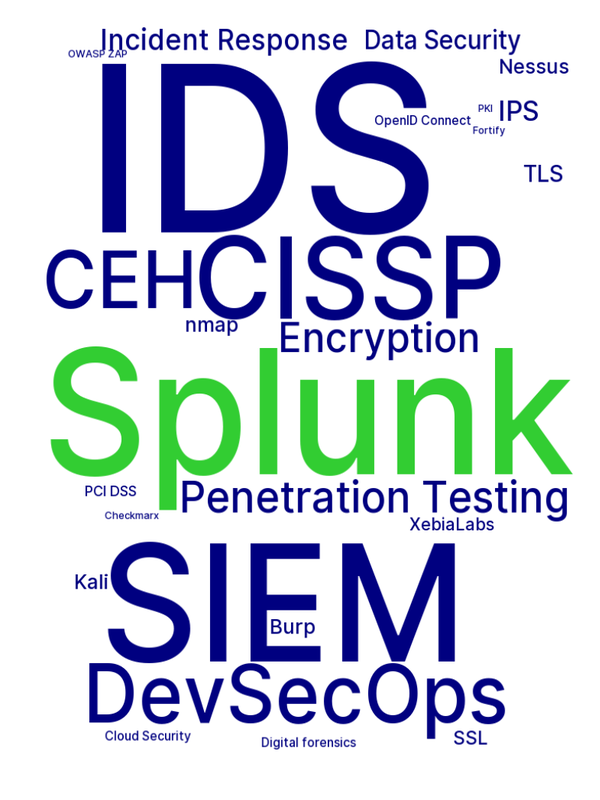 Incident Response
Data Security
OWASP ZAP
Nessus
IDS
PKI
IPS
OpenID Connect
Fortify
TLS
CEH
CISSP
nmap
Encryption
Splunk
PCI DSS
Penetration Testing
Checkmarx
XebiaLabs
SIEM
Kali
Burp
DevSecOps
Cloud Security
Digital forensics
SSL